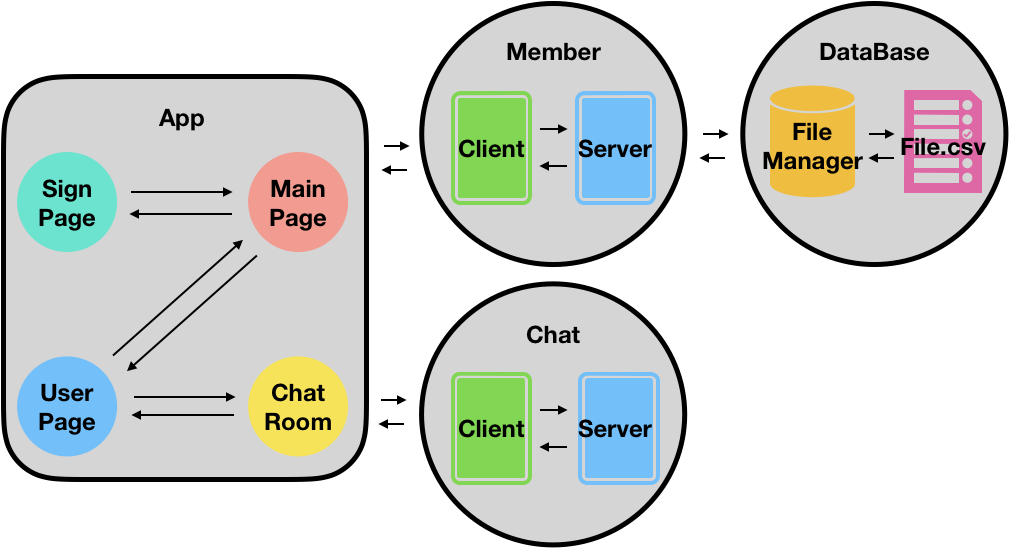 App
Sign
Page
Main
Page
User
Page
Chat
Room
Member
Client
Server
DataBase
File
Manager
File.csv
Chat
Client
Server